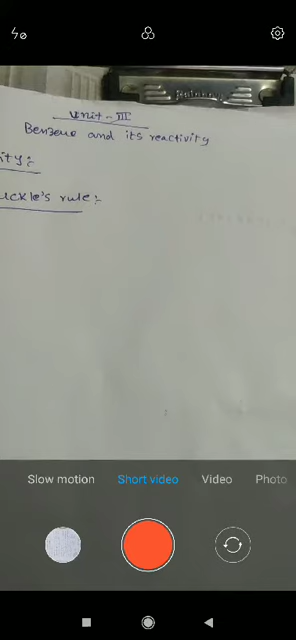 Unit - III
Benzene and its reactivity
ity:-
uckle's rule:-
Slow motion
Short video
Video
Photo